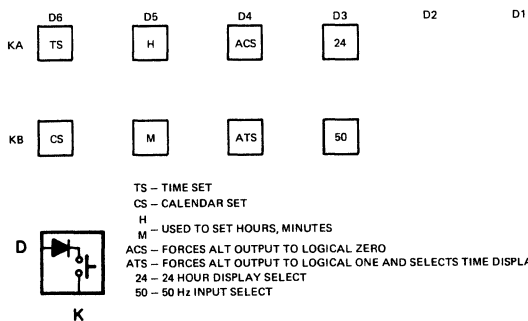 D6 D5 D4 D3 D2 D1
KA TS H ACS 24
KB CS M ATS 50
TS – TIME SET
CS – CALENDAR SET
H
M – USED TO SET HOURS, MINUTES
ACS – FORCES ALT OUTPUT TO LOGICAL ZERO
ATS – FORCES ALT OUTPUT TO LOGICAL ONE AND SELECTS TIME DISPLA
24 – 24 HOUR DISPLAY SELECT
50 – 50 Hz INPUT SELECT
D
K